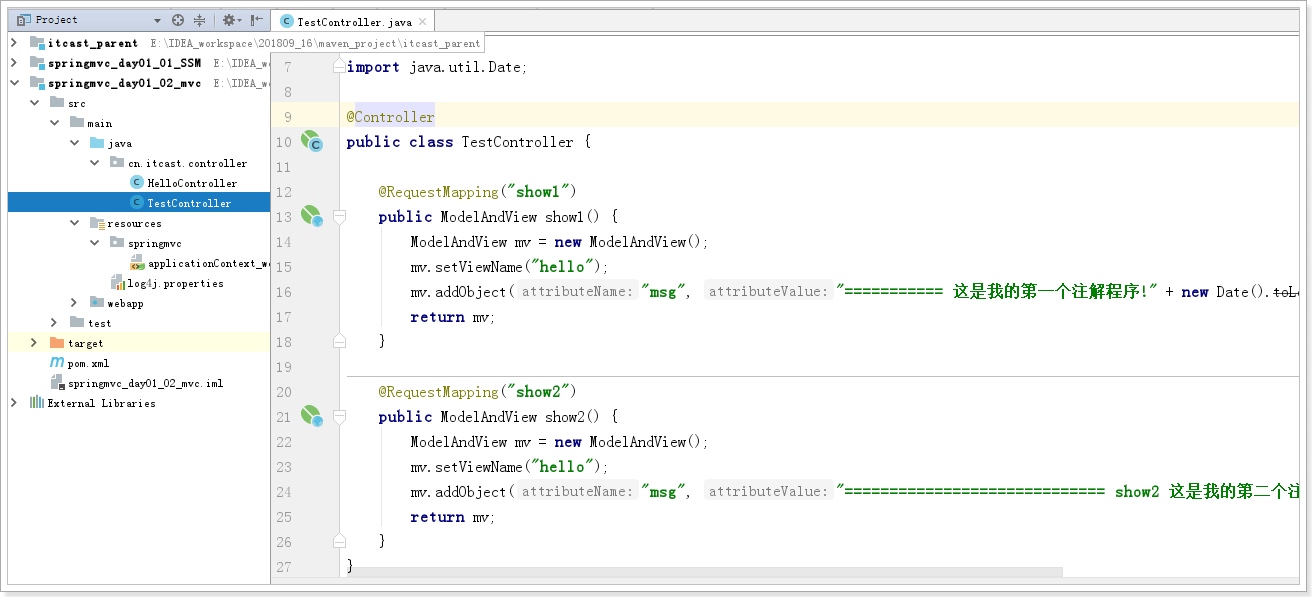 Project
TestController.java
itcast_parent E:\IDEA_workspace\201809_16\maven_project\itcast_parent
springmvc_day01_01_SSM E:\IDEA_w
springmvc_day01_02_mvc E:\IDEA_w
src
main
java
cn.itcast.controller
HelloController
TestController
resources
springmvc
applicationContext_w
log4j.properties
webapp
test
target
pom.xml
springmvc_day01_02_mvc.iml
External Libraries
7 import java.util.Date;
8
9 @Controller
10 public class TestController {
11
12 @RequestMapping("show1")
13 public ModelAndView show1() {
14 ModelAndView mv = new ModelAndView();
15 mv.setViewName("hello");
16 mv.addObject( attributeName: "msg", attributeValue: "=========== 这是我的第一个注解程序!" + new Date().toLo
17 return mv;
18 }
19
20 @RequestMapping("show2")
21 public ModelAndView show2() {
22 ModelAndView mv = new ModelAndView();
23 mv.setViewName("hello");
24 mv.addObject( attributeName: "msg", attributeValue: "============================= show2 这是我的第二个注
25 return mv;
26 }
27 }